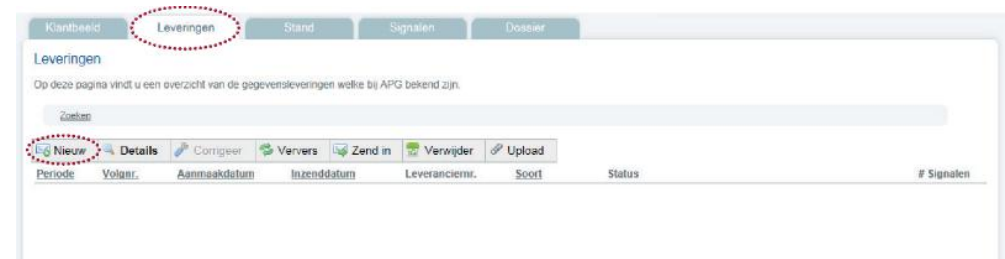 Klantbeeld Leveringen Stand Signalen Dossier
Leveringen
Op deze pagina vindt u een overzicht van de gegevensleveringen welke bij APG bekend zijn.
Zoeken
Nieuw Details Corrigeer Ververs Zend in Verwijder Upload
Periode Volgnr. Aanmaakdatum Inzenddatum Leveranciernr. Soort Status # Signalen